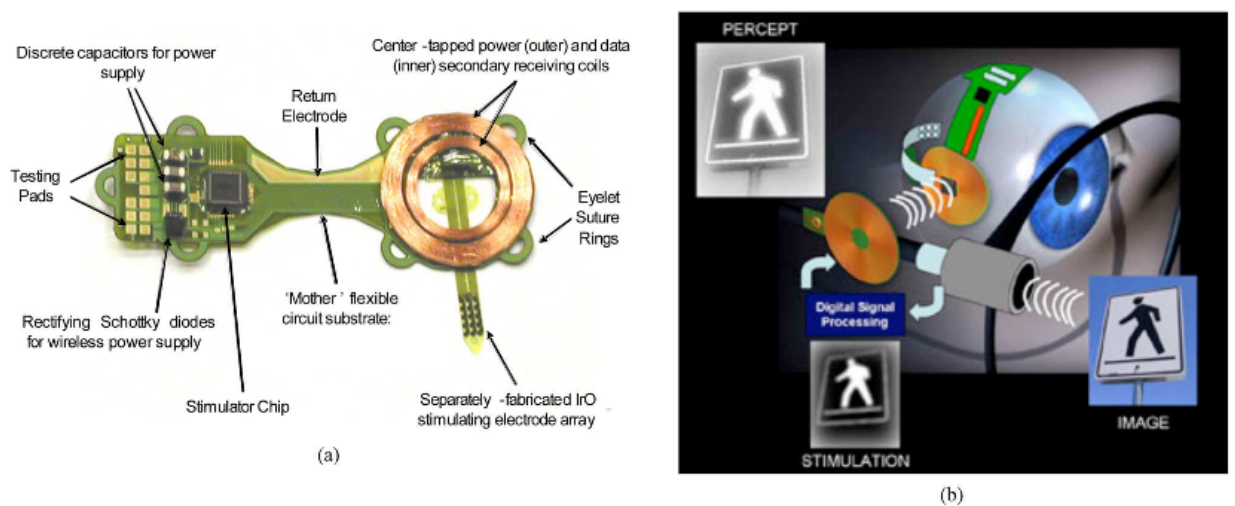 Discrete capacitors for power
supply
Center -tapped power (outer) and data
(inner) secondary receiving coils
Return
Electrode
Testing
Pads
Eyelet
Suture
Rings
'Mother ' flexible
circuit substrate:
Rectifying Schottky diodes
for wireless power supply
Stimulator Chip
Separately -fabricated IrO
stimulating electrode array
(a)
PERCEPT
Digital Signal
Processing
STIMULATION
IMAGE
(b)